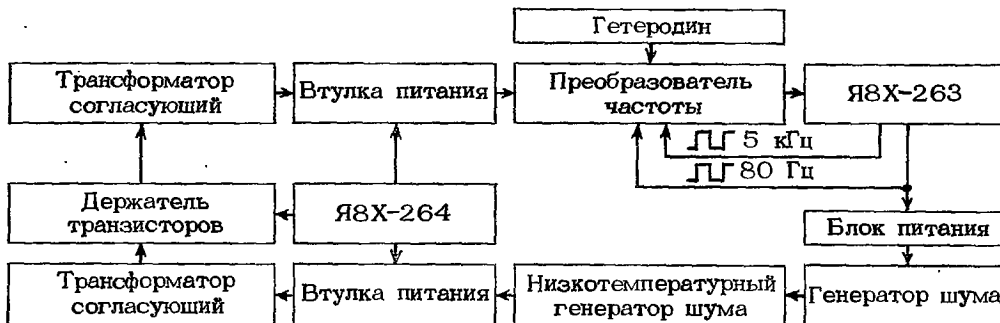 Гетеродин
Трансформатор
согласующий
Втулка питания
Преобразователь
частоты
Я8Х-263
5 кГц
80 Гц
Держатель
транзисторов
Я8Х-264
Блок питания
Трансформатор
согласующий
Втулка питания
Низкотемпературный
генератор шума
Генератор шума